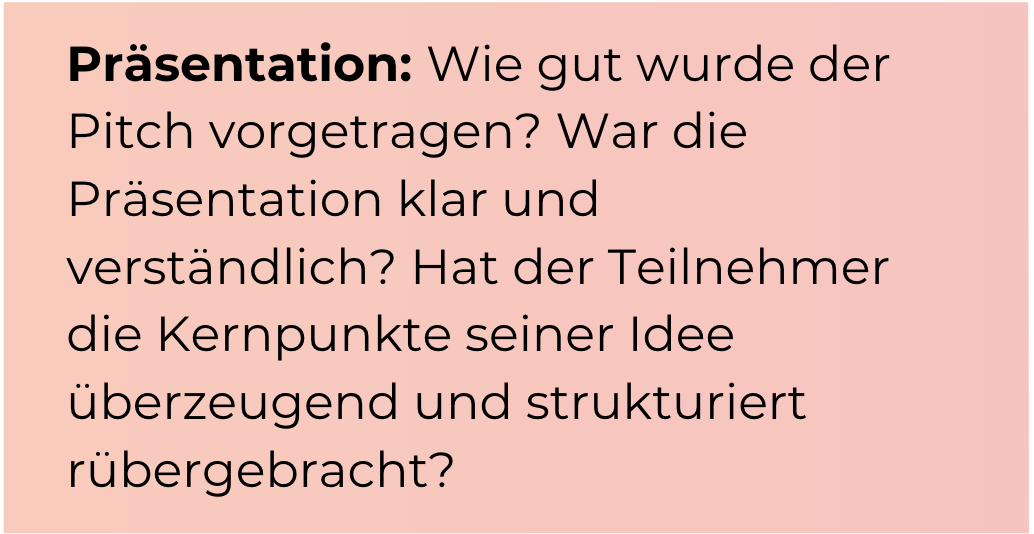 Präsentation: Wie gut wurde der
Pitch vorgetragen? War die
Präsentation klar und
verständlich? Hat der Teilnehmer
die Kernpunkte seiner Idee
überzeugend und strukturiert
rübergebracht?